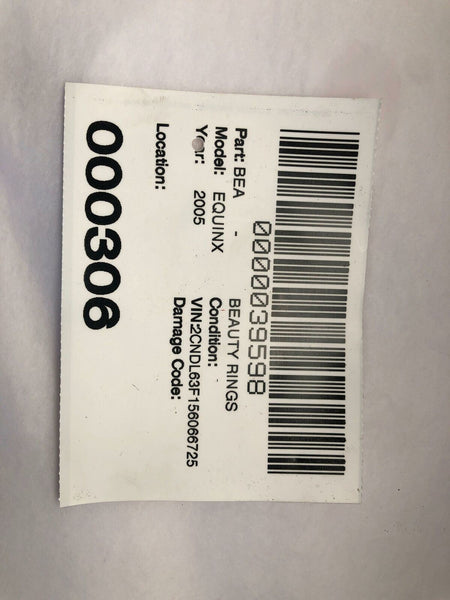 0000039598
Part: BEA - BEAUTY RINGS
Model: EQUINX Condition:
Year: 2005 VIN:2CNDL63F156066725
Damage Code:
Location:
000306